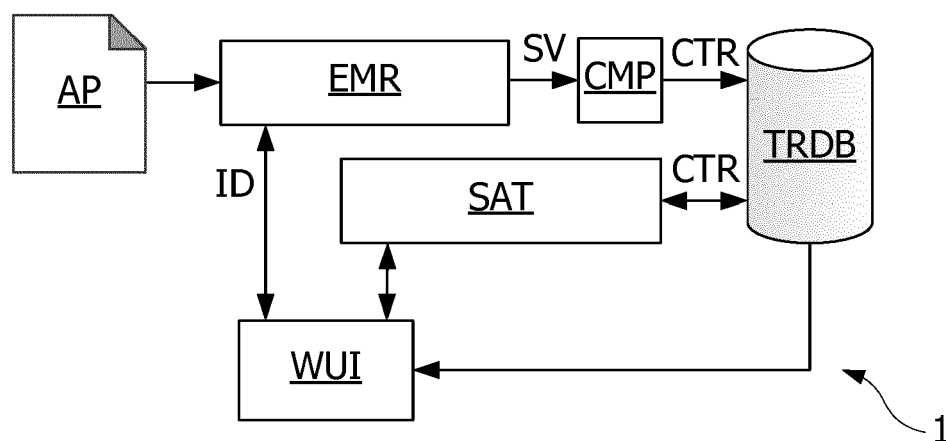 AP
EMR
SV
CMP
CTR
TRDB
ID
SAT
CTR
WUI
1